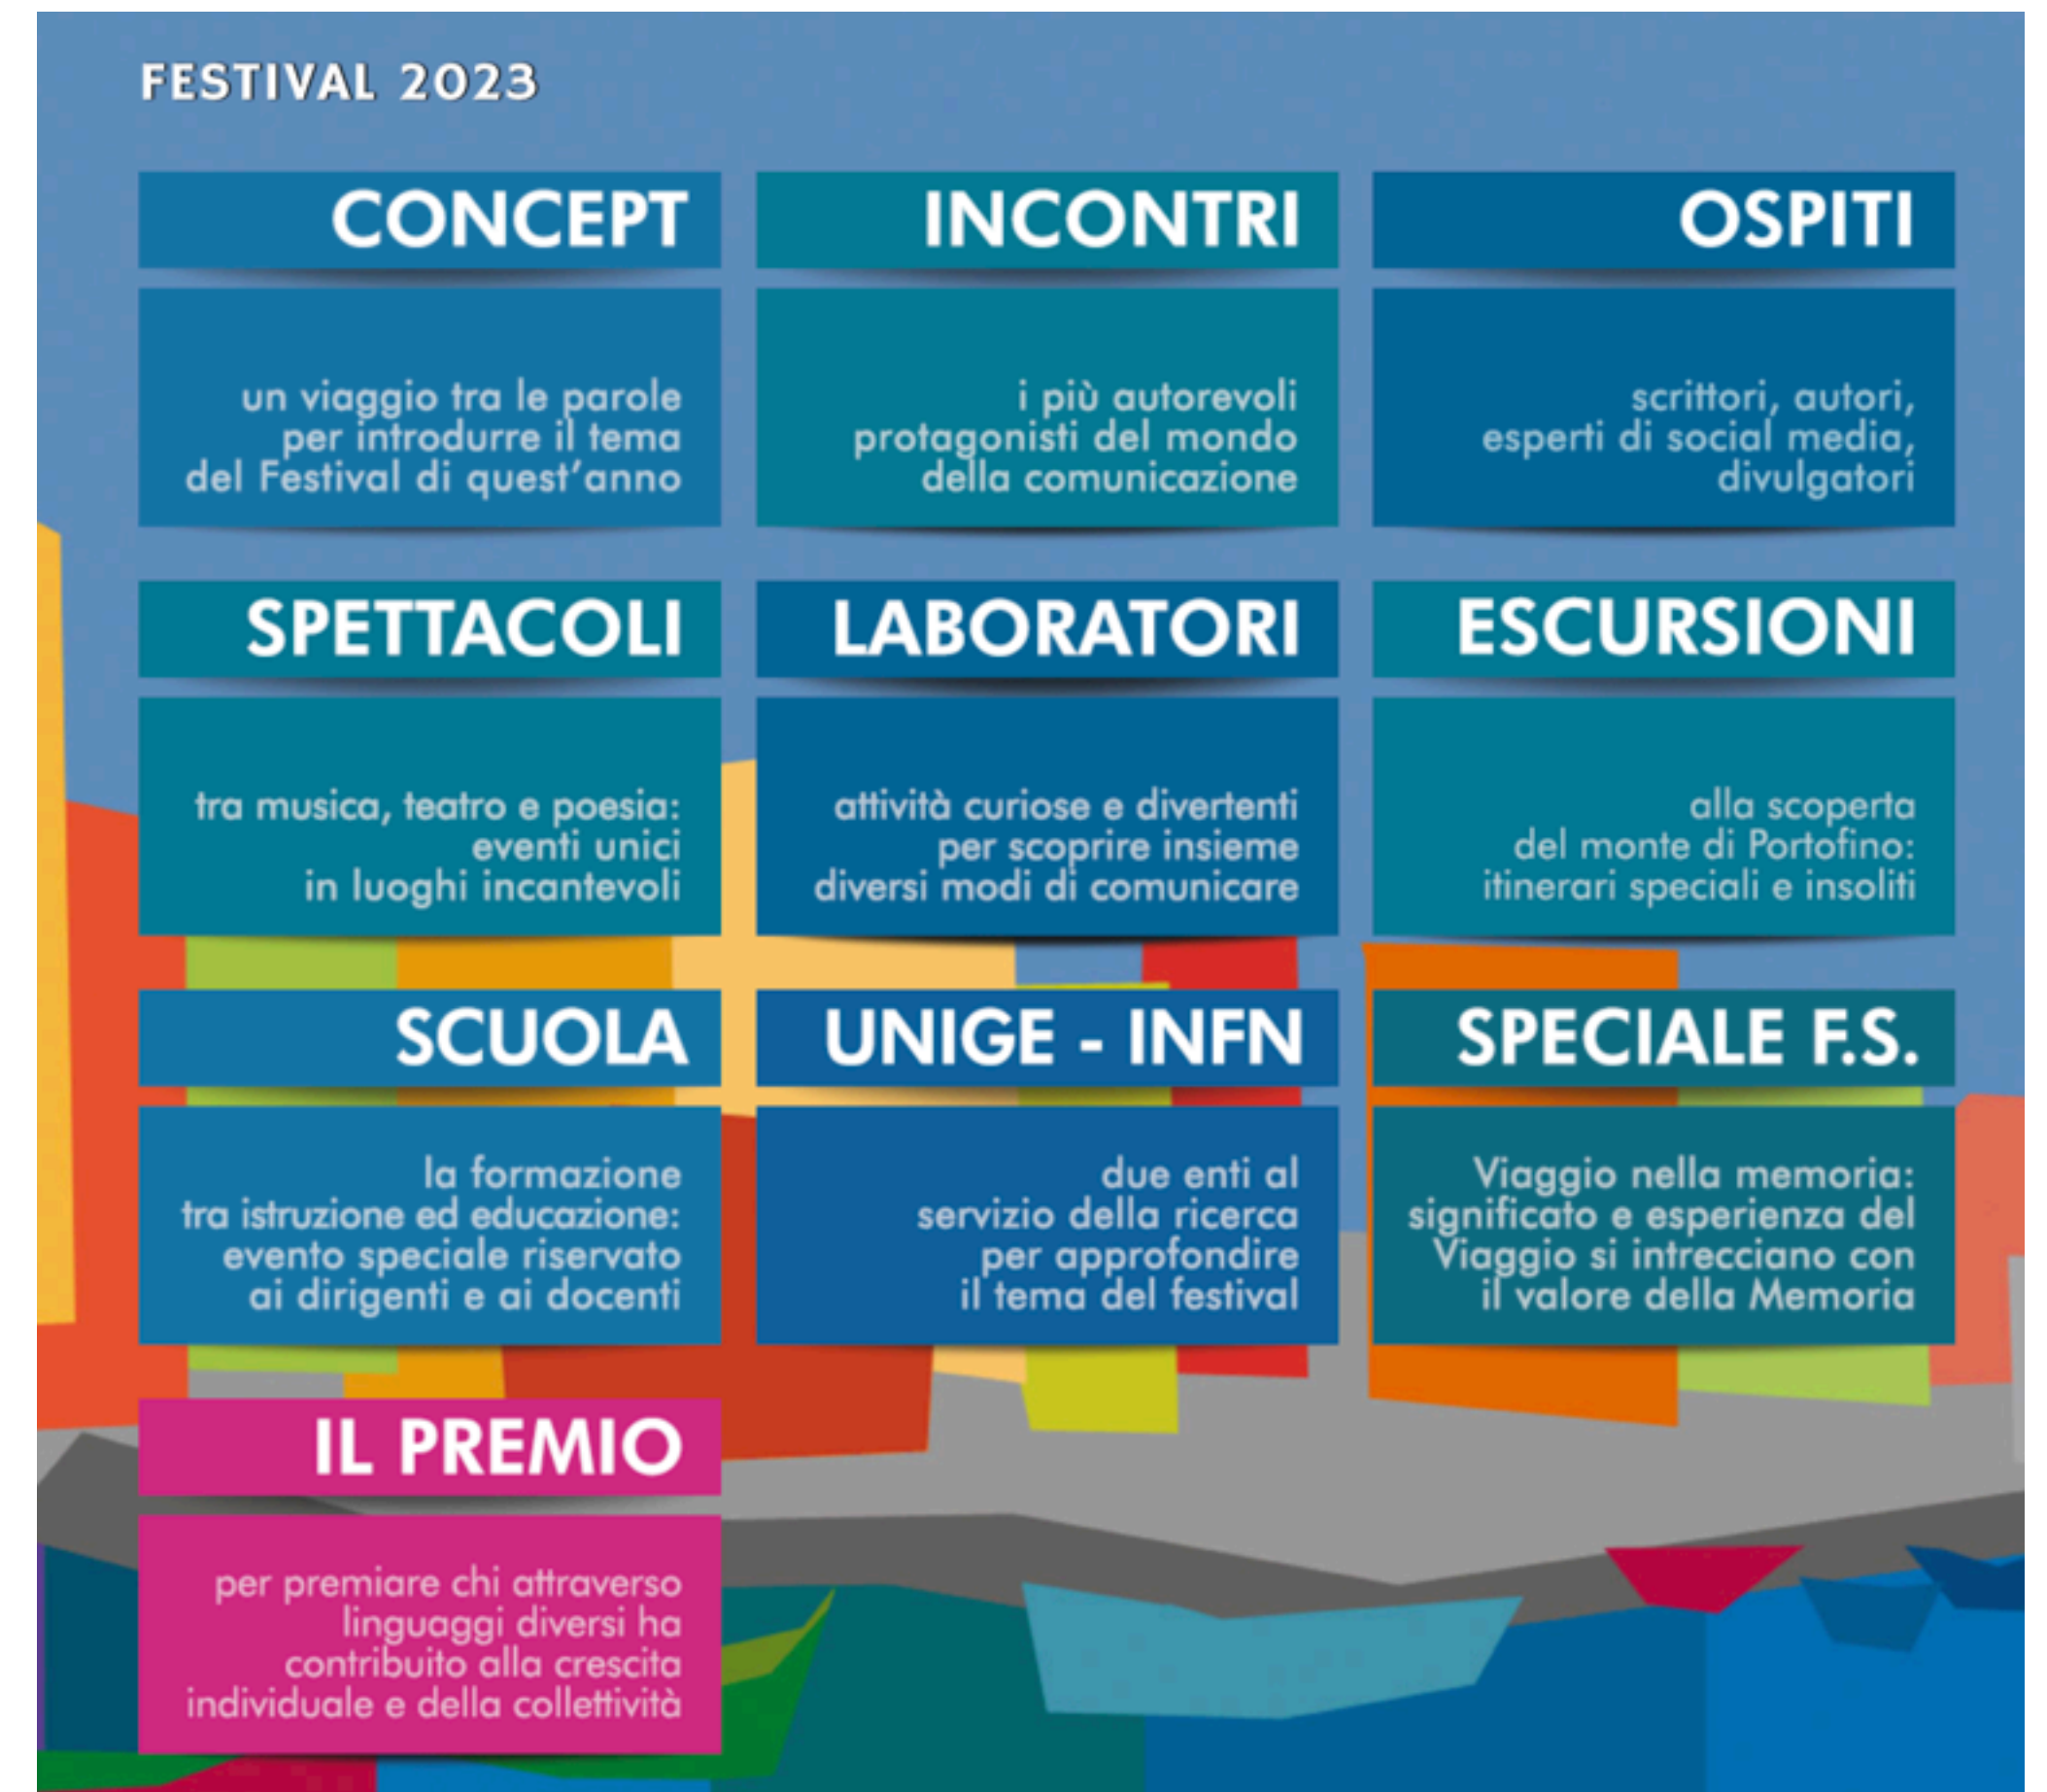 FESTIVAL 2023
CONCEPT
un viaggio tra le parole
per introdurre il tema
del Festival di quest'anno
INCONTRI
i più autorevoli
protagonisti del mondo
della comunicazione
OSPITI
scrittori, autori,
esperti di social media,
divulgatori
SPETTACOLI
tra musica, teatro e poesia:
eventi unici
in luoghi incantevoli
LABORATORI
attività curiose e divertenti
per scoprire insieme
diversi modi di comunicare
ESCURSIONI
alla scoperta
del monte di Portofino:
itinerari speciali e insoliti
SCUOLA
la formazione
tra istruzione ed educazione:
evento speciale riservato
ai dirigenti e ai docenti
UNIGE - INFN
due enti al
servizio della ricerca
per approfondire
il tema del festival
SPECIALE F.S.
Viaggio nella memoria:
significato e esperienza del
Viaggio si intrecciano con
il valore della Memoria
IL PREMIO
per premiare chi attraverso
linguaggi diversi ha
contribuito alla crescita
individuale e della collettività